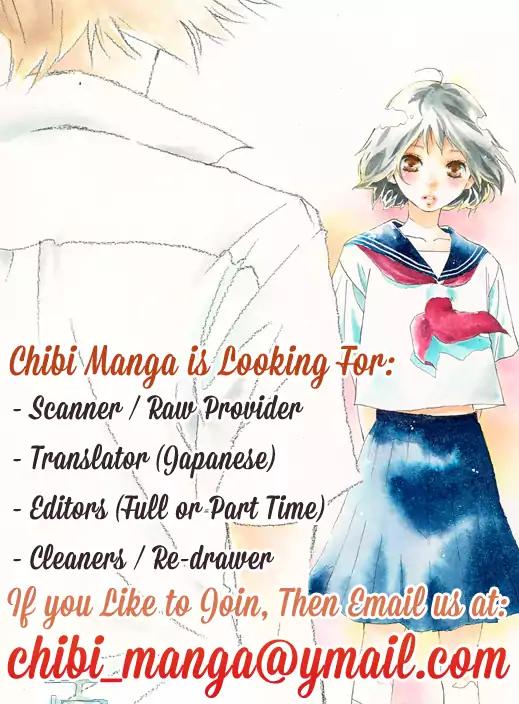 Chibi Manga is Looking For:
- Scanner / Raw Provider
- Translator (Japanese)
- Editors (Full or Part Time)
- Cleaners / Re-drawer
If you Like to Join, Then Email us at:
chibi_manga@ymail.com